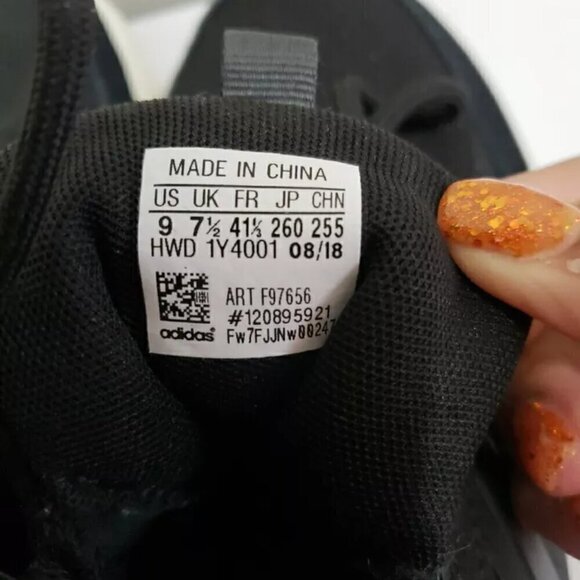 MADE IN CHINA
US UK FR JP CHN
9 7½ 41⅓ 260 255
HWD 1Y4001 08/18
ART F97656
#120895921
adidas® Fw7FJJNw00247